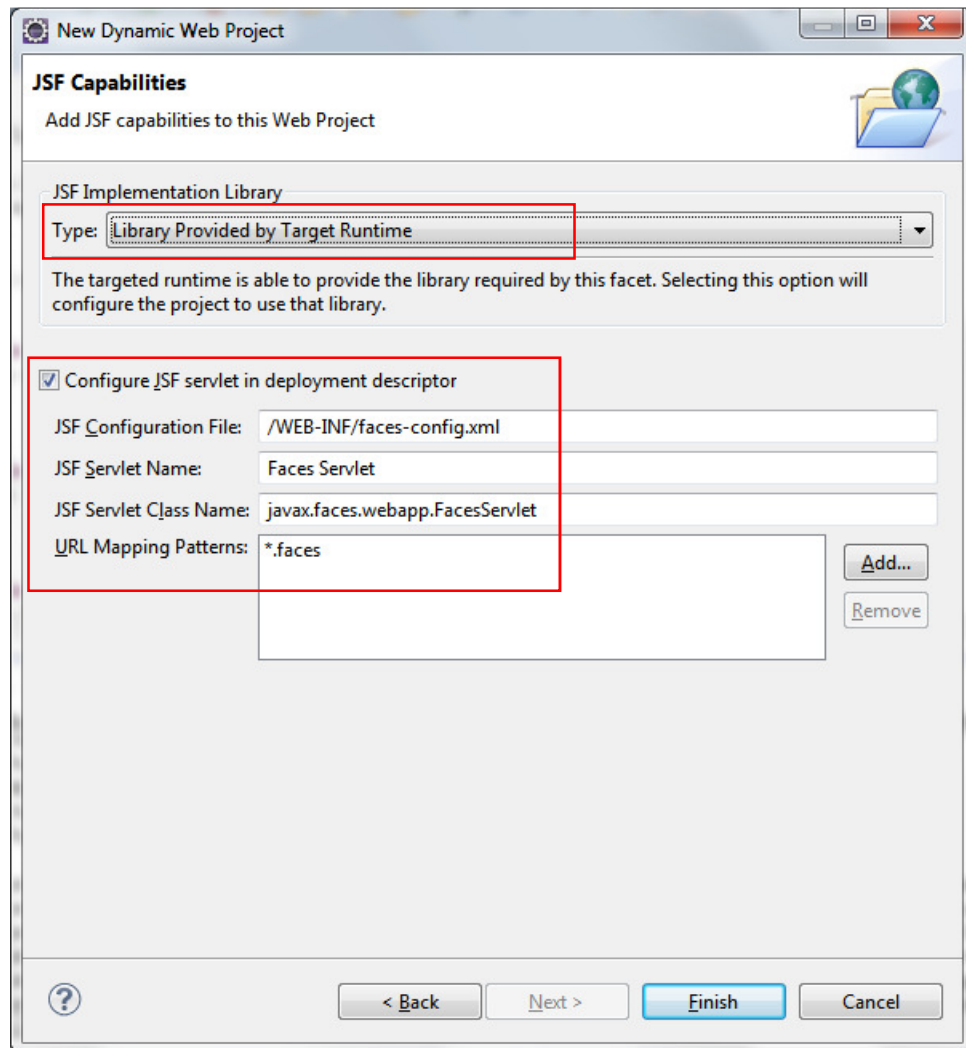 New Dynamic Web Project
JSF Capabilities
Add JSF capabilities to this Web Project
JSF Implementation Library
Type: Library Provided by Target Runtime
The targeted runtime is able to provide the library required by this facet. Selecting this option will
configure the project to use that library.
Configure JSF servlet in deployment descriptor
JSF Configuration File: /WEB-INF/faces-config.xml
JSF Servlet Name: Faces Servlet
JSF Servlet Class Name: javax.faces.webapp.FacesServlet
URL Mapping Patterns: *.faces
Add...
Remove
? < Back Next > Finish Cancel